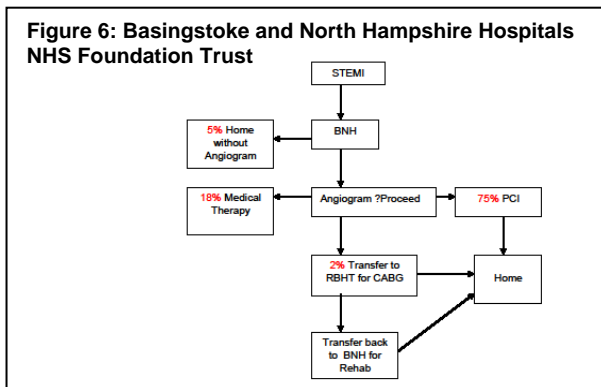 Figure 6: Basingstoke and North Hampshire Hospitals
NHS Foundation Trust
STEMI
5% Home
without
Angiogram
BNH
18% Medical
Therapy
Angiogram ?Proceed
75% PCI
2% Transfer to
RBHT for CABG
Home
Transfer back
to BNH for
Rehab